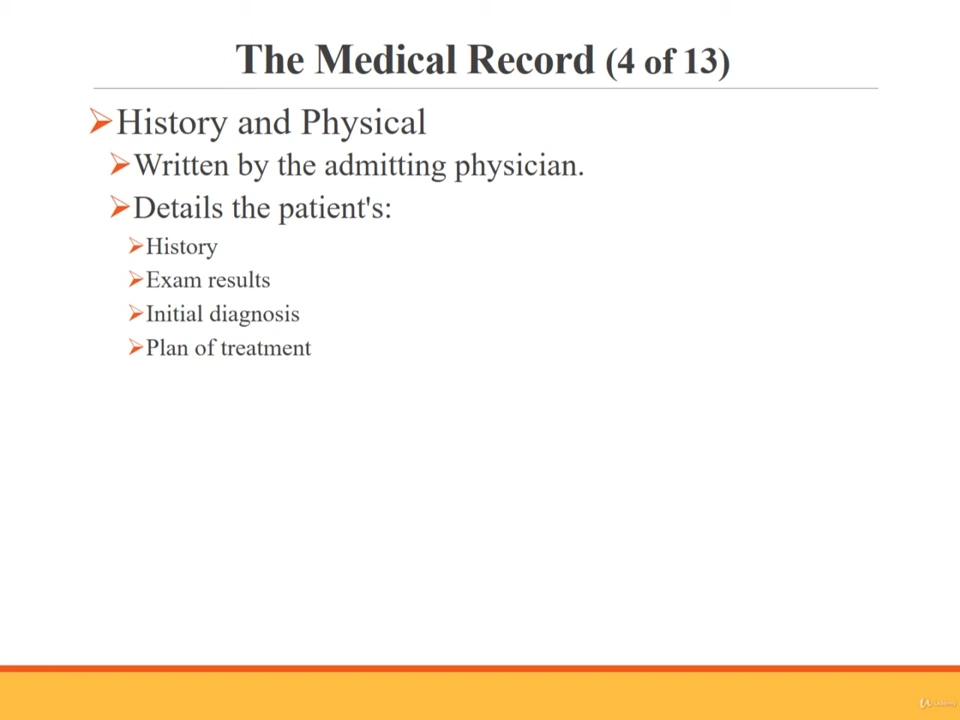 The Medical Record (4 of 13)
History and Physical
Written by the admitting physician.
Details the patient's:
History
Exam results
Initial diagnosis
Plan of treatment
Udemy